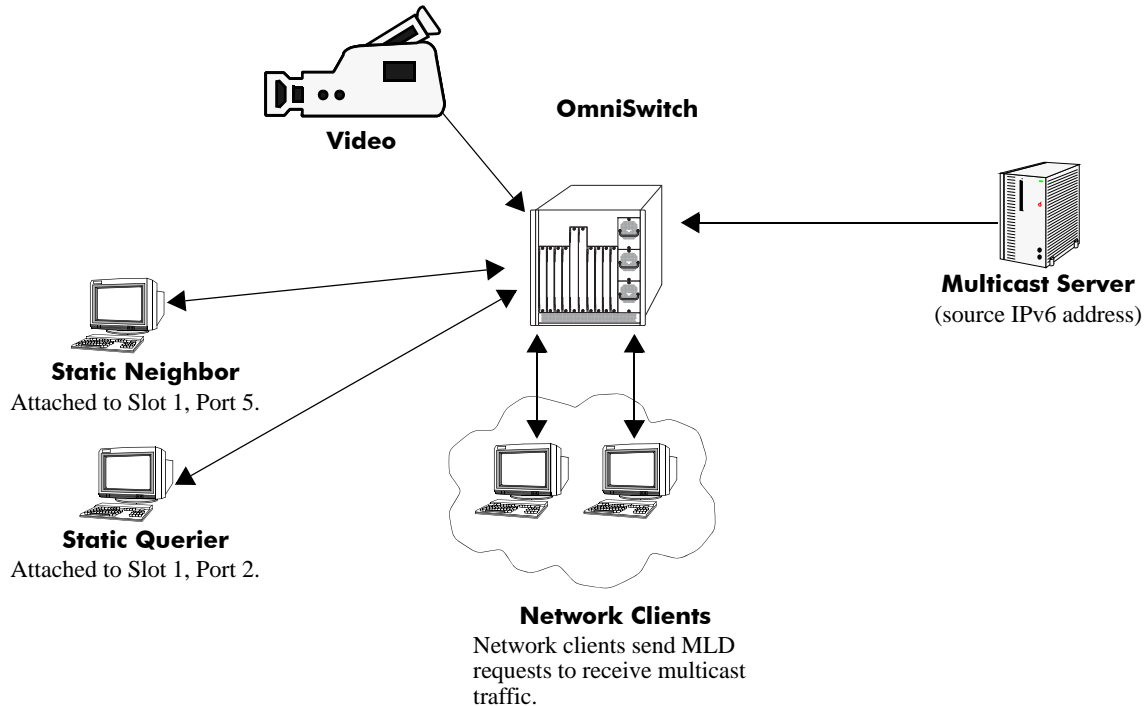 OmniSwitch
Video
Multicast Server
(source IPv6 address)
Static Neighbor
Attached to Slot 1, Port 5.
Static Querier
Attached to Slot 1, Port 2.
Network Clients
Network clients send MLD
requests to receive multicast
traffic.